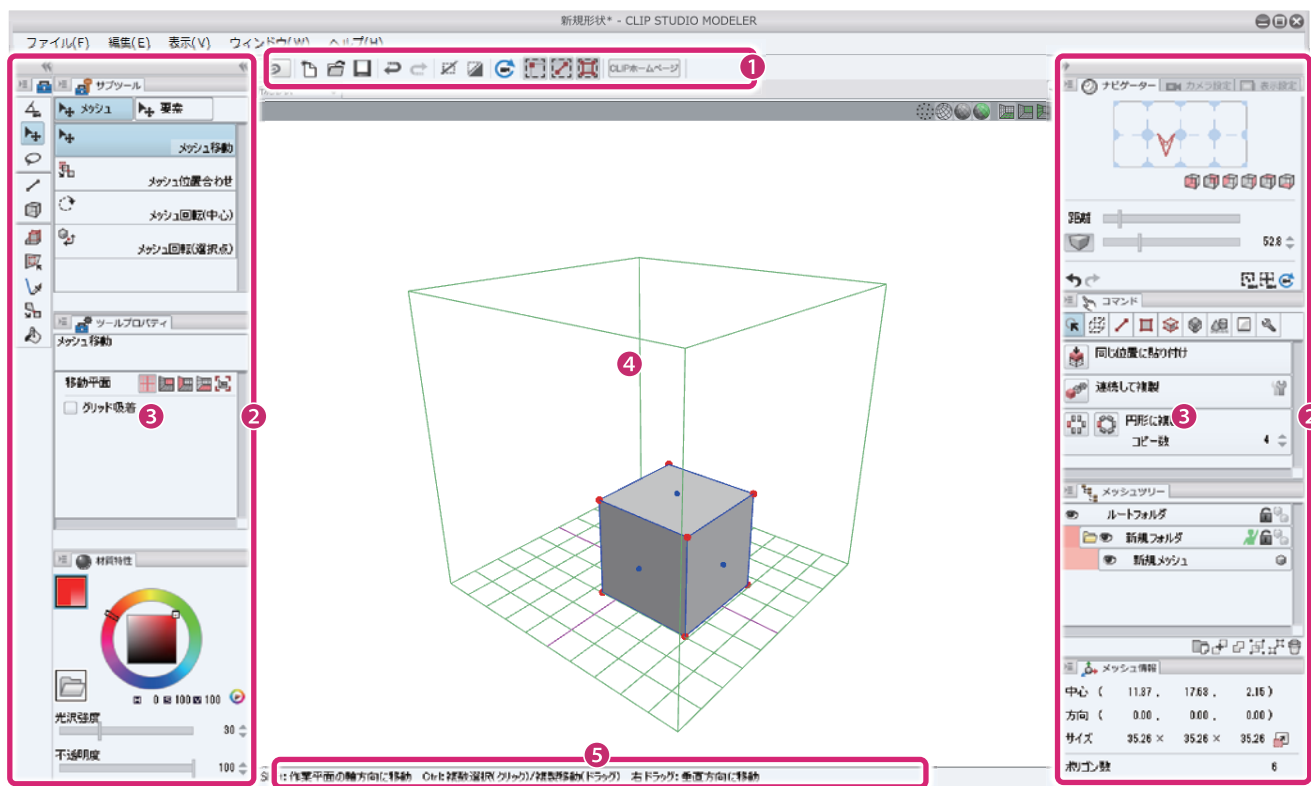 新規形状* - CLIP STUDIO MODELER
ファイル(F) 編集(E) 表示(V) ウィンドウ(W) ヘルプ(H)
CLIPホームページ
1
サブツール
メッシュ 要素
メッシュ移動
メッシュ位置合わせ
メッシュ回転(中心)
メッシュ回転(選択点)
ツールプロパティ
メッシュ移動
移動平面
グリッド吸着
3
2
材質特性
0 100 100
光沢強度
30
不透明度
100
4
5
作業平面の軸方向に移動 Ctrl:複数選択(クリック)/複製移動(ドラッグ) 右ドラッグ:垂直方向に移動
ナビゲーター カメラ設定 表示設定
距離
52.8
コマンド
同じ位置に貼り付け
連続して複製
円形に複
3
コピー数 4
2
メッシュツリー
ルートフォルダ
新規フォルダ
新規メッシュ
メッシュ情報
中心 ( 11.87 , 17.63 , 2.15 )
方向 ( 0.00 , 0.00 , 0.00 )
サイズ 35.26 × 35.26 × 35.26
ポリゴン数 6